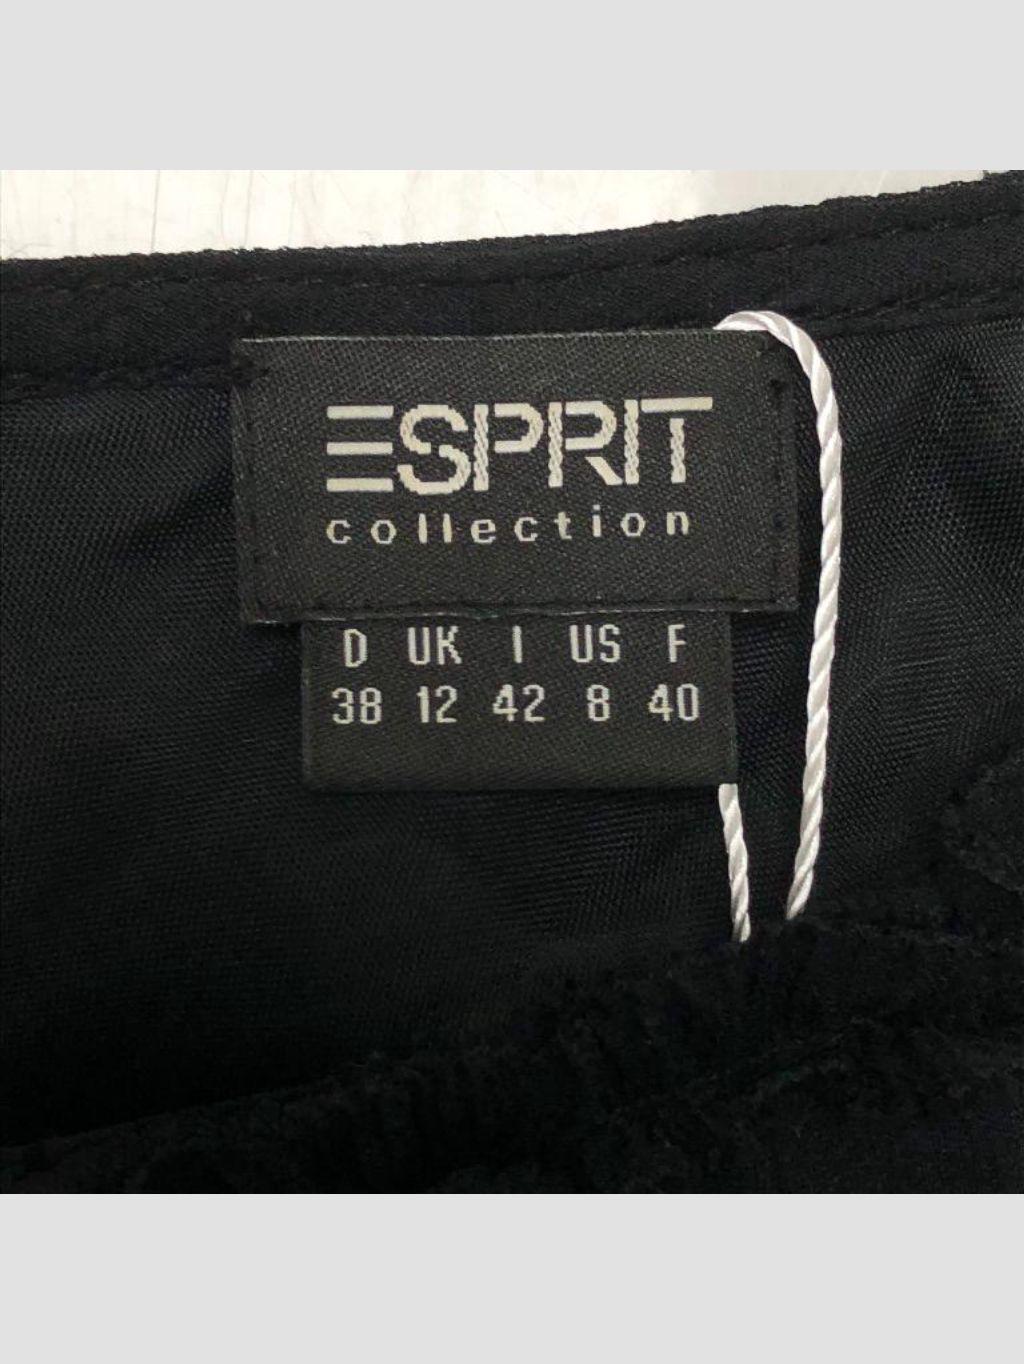 ESPRIT
collection
D UK I US F
38 12 42 8 40